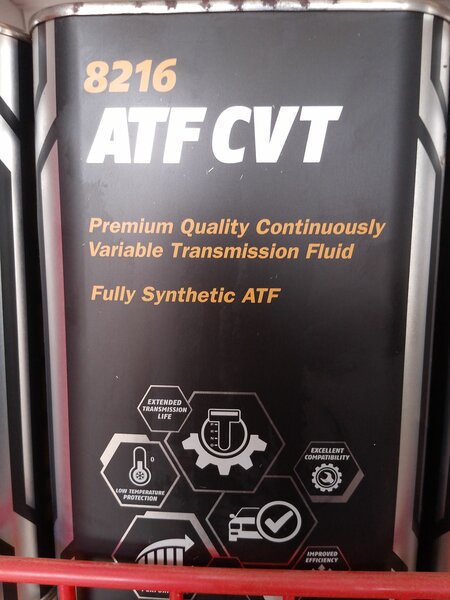 8216
ATF CVT
Premium Quality Continuously
Variable Transmission Fluid
Fully Synthetic ATF
EXTENDED
TRANSMISSION
LIFE
EXCELLENT
COMPATIBILITY
0
LOW TEMPERATURE
PROTECTION
IMPROVED
EFFICIENCY